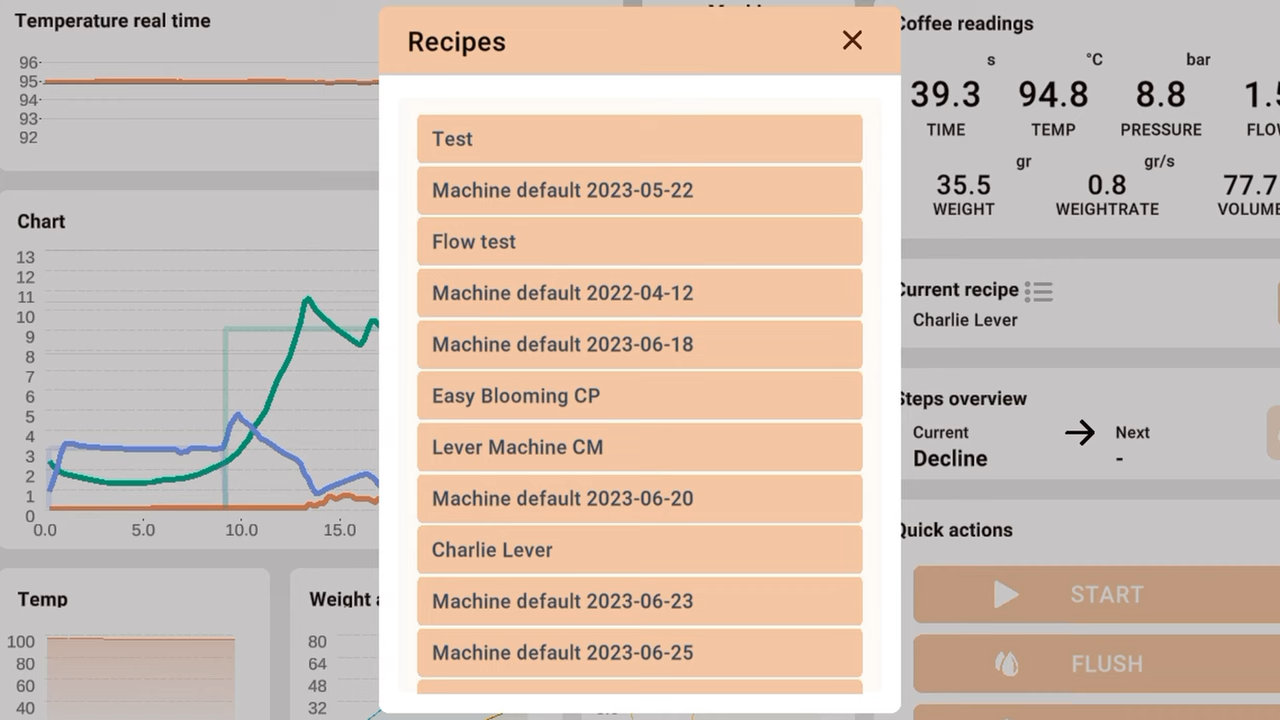 Temperature real time
96
95
94
93
92
Chart
13
12
11
10
9
8
7
6
5
4
3
2
1
0
0.0 5.0 10.0 15.0
Temp
100
80
60
40
Weight
80
64
48
32
Recipes
Test
Machine default 2023-05-22
Flow test
Machine default 2022-04-12
Machine default 2023-06-18
Easy Blooming CP
Lever Machine CM
Machine default 2023-06-20
Charlie Lever
Machine default 2023-06-23
Machine default 2023-06-25
Coffee readings
s °C bar
39.3 94.8 8.8
TIME TEMP PRESSURE
gr gr/s
35.5 0.8 77.7
WEIGHT WEIGHTRATE VOLUME
Current recipe
Charlie Lever
Steps overview
Current Next
Decline -
Quick actions
START
FLUSH